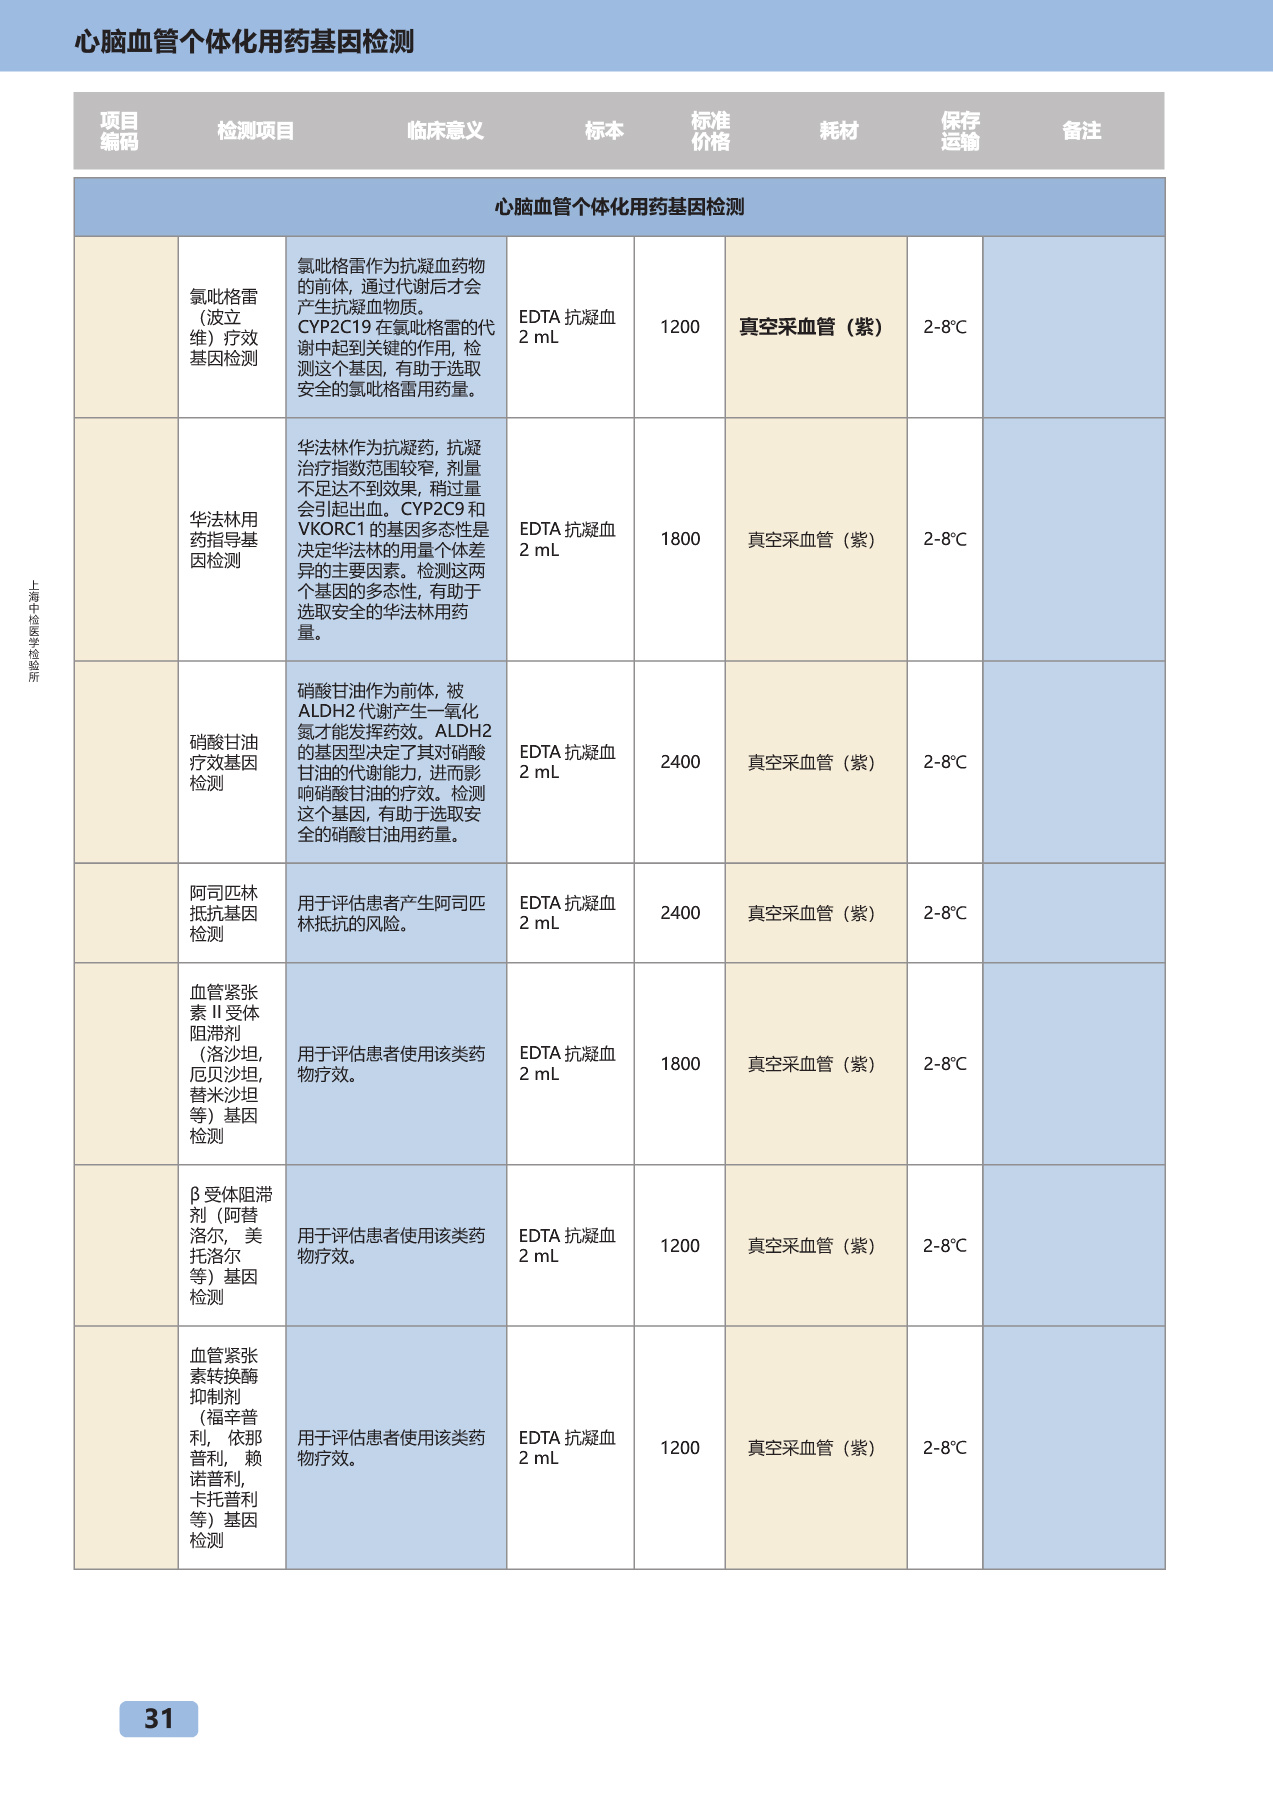 心脑血管个体化用药基因检测
项目
编码
检测项目
临床意义
标本
标准
价格
耗材
保存
运输
备注
心脑血管个体化用药基因检测
氯吡格雷
（波立
维）疗效
基因检测
氯吡格雷作为抗凝血药物
的前体, 通过代谢后才会
产生抗凝血物质。
CYP2C19 在氯吡格雷的代
谢中起到关键的作用, 检
测这个基因, 有助于选取
安全的氯吡格雷用药量。
EDTA 抗凝血
2 mL
1200
真空采血管（紫）
2-8℃
华法林用
药指导基
因检测
华法林作为抗凝药, 抗凝
治疗指数范围较窄, 剂量
不足达不到效果, 稍过量
会引起出血。CYP2C9 和
VKORC1 的基因多态性是
决定华法林的用量个体差
异的主要因素。检测这两
个基因的多态性, 有助于
选取安全的华法林用药
量。
EDTA 抗凝血
2 mL
1800
真空采血管（紫）
2-8℃
硝酸甘油
疗效基因
检测
硝酸甘油作为前体, 被
ALDH2 代谢产生一氧化
氮才能发挥药效。ALDH2
的基因型决定了其对硝酸
甘油的代谢能力, 进而影
响硝酸甘油的疗效。检测
这个基因, 有助于选取安
全的硝酸甘油用药量。
EDTA 抗凝血
2 mL
2400
真空采血管（紫）
2-8℃
阿司匹林
抵抗基因
检测
用于评估患者产生阿司匹
林抵抗的风险。
EDTA 抗凝血
2 mL
2400
真空采血管（紫）
2-8℃
血管紧张
素 II 受体
阻滞剂
（洛沙坦,
厄贝沙坦,
替米沙坦
等）基因
检测
用于评估患者使用该类药
物疗效。
EDTA 抗凝血
2 mL
1800
真空采血管（紫）
2-8℃
β 受体阻滞
剂（阿替
洛尔, 美
托洛尔
等）基因
检测
用于评估患者使用该类药
物疗效。
EDTA 抗凝血
2 mL
1200
真空采血管（紫）
2-8℃
血管紧张
素转换酶
抑制剂
（福辛普
利, 依那
普利, 赖
诺普利,
卡托普利
等）基因
检测
用于评估患者使用该类药
物疗效。
EDTA 抗凝血
2 mL
1200
真空采血管（紫）
2-8℃
上海中检医学检验所
31